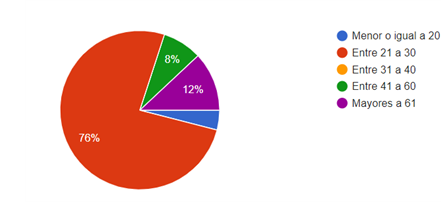 8%
12%
76%
Menor o igual a 20
Entre 21 a 30
Entre 31 a 40
Entre 41 a 60
Mayores a 61